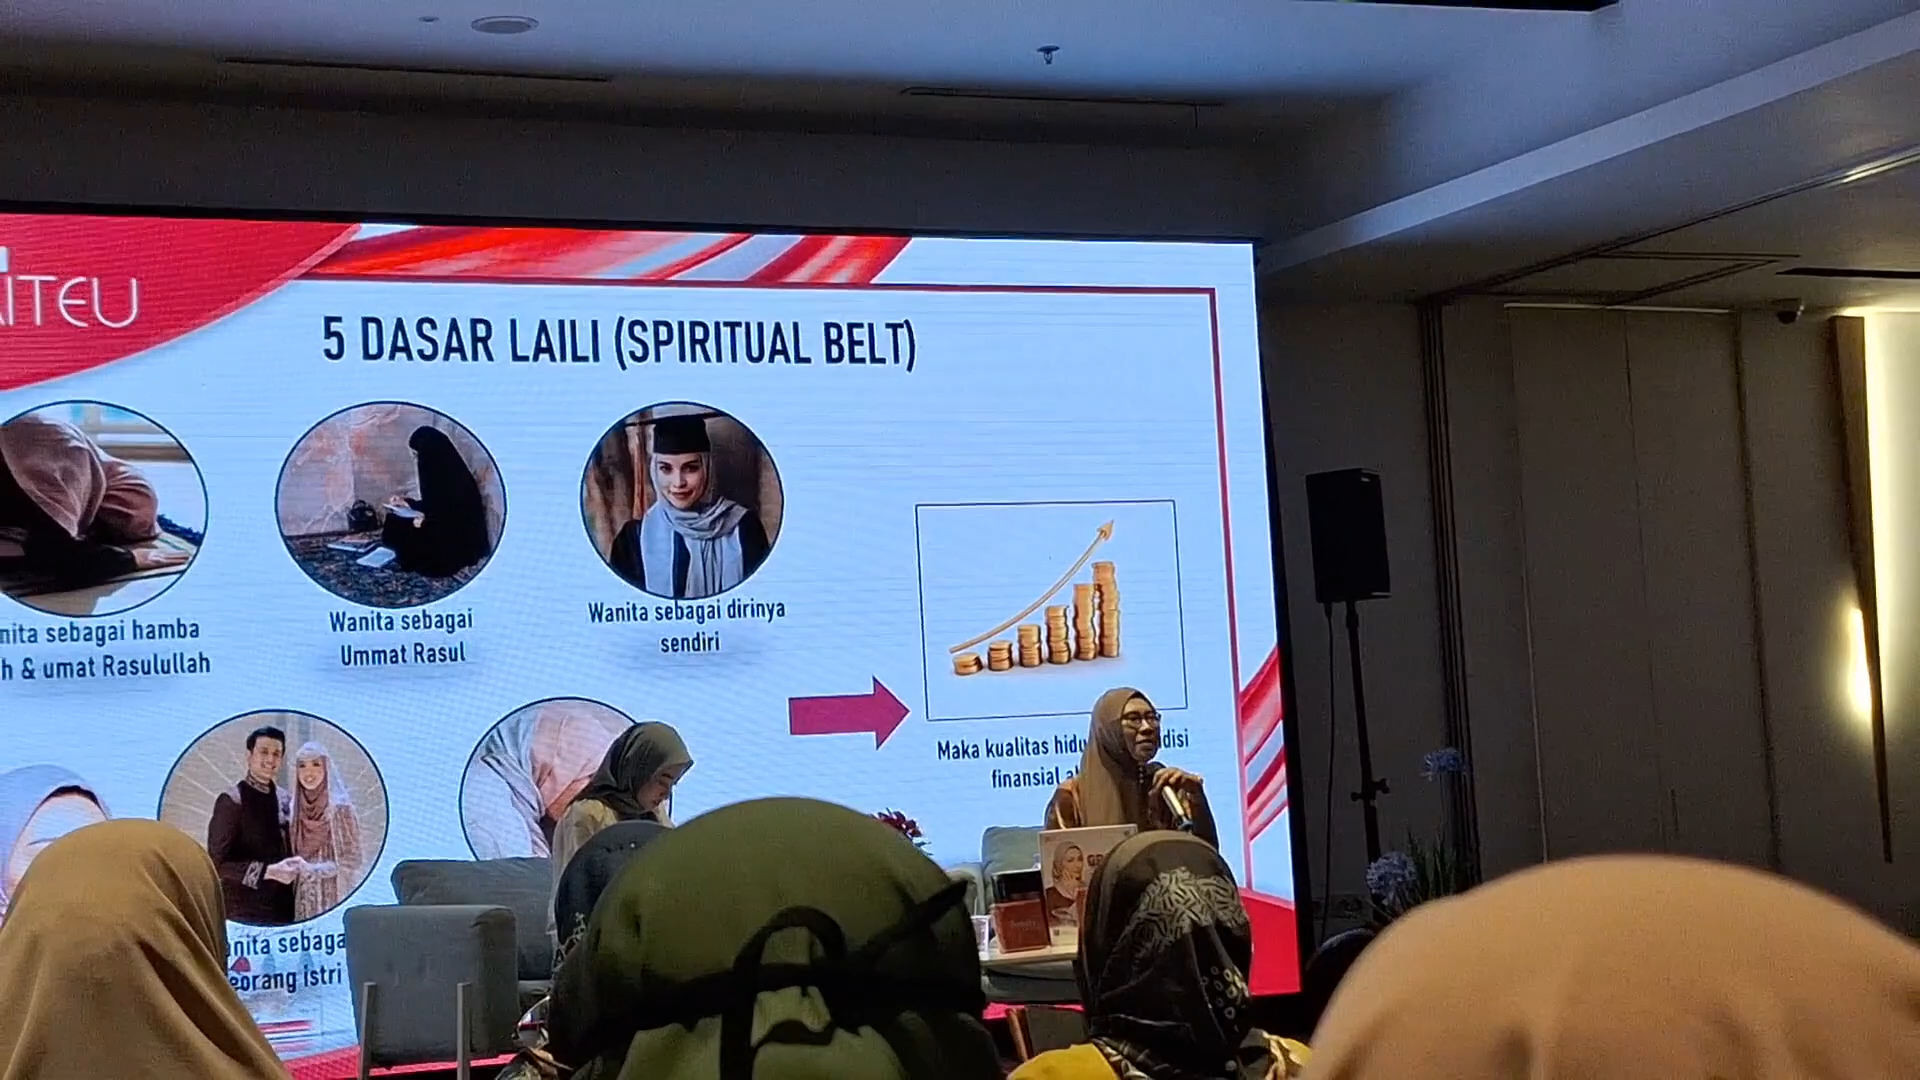 ITEU
5 DASAR LAILI (SPIRITUAL BELT)
nita sebagai hamba
h & umat Rasulullah
Wanita sebagai
Ummat Rasul
Wanita sebagai dirinya
sendiri
Maka kualitas hidu disi
finansial a
nita sebaga
eorang istri